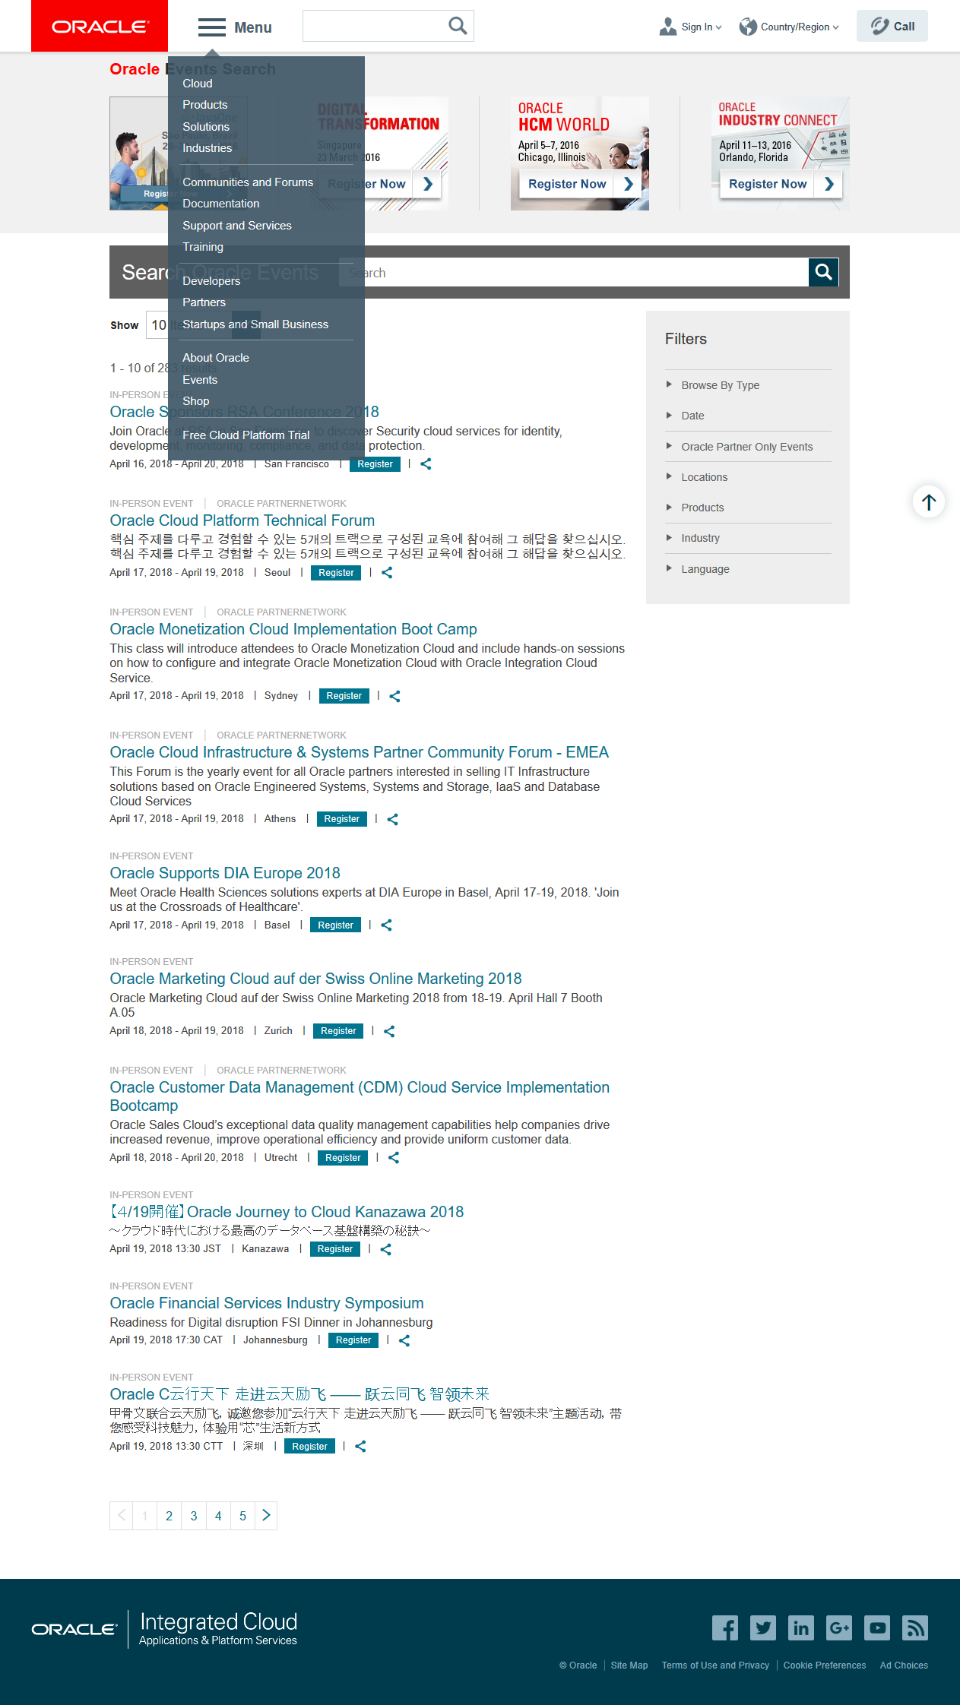 ORACLE
Menu
Sign In
Country/Region
Call
Oracle Events Search
Cloud
Products
Solutions
Industries
Communities and Forums
Documentation
Support and Services
Training
Developers
Partners
Startups and Small Business
About Oracle
Events
Shop
Free Cloud Platform Trial
DIGITAL
TRANSFORMATION
Singapore
23 March 2016
Register Now
ORACLE
HCM WORLD
April 5–7, 2016
Chicago, Illinois
Register Now
ORACLE
INDUSTRY CONNECT
April 11–13, 2016
Orlando, Florida
Register Now
Search Oracle Events
Search
Show
10
1 - 10 of 283 results
Filters
Browse By Type
Date
Oracle Partner Only Events
Locations
Products
Industry
Language
IN-PERSON EVENT
Oracle Sponsors RSA Conference 2018
Join Oracle at RSA in San Francisco to discover Security cloud services for identity,
development, monitoring, compliance, and data protection.
April 16, 2018 - April 20, 2018 | San Francisco | Register |
IN-PERSON EVENT | ORACLE PARTNERNETWORK
Oracle Cloud Platform Technical Forum
핵심 주제를 다루고 경험할 수 있는 5개의 트랙으로 구성된 교육에 참여해 그 해답을 찾으십시오.
핵심 주제를 다루고 경험할 수 있는 5개의 트랙으로 구성된 교육에 참여해 그 해답을 찾으십시오.
April 17, 2018 - April 19, 2018 | Seoul | Register |
IN-PERSON EVENT | ORACLE PARTNERNETWORK
Oracle Monetization Cloud Implementation Boot Camp
This class will introduce attendees to Oracle Monetization Cloud and include hands-on sessions
on how to configure and integrate Oracle Monetization Cloud with Oracle Integration Cloud
Service.
April 17, 2018 - April 19, 2018 | Sydney | Register |
IN-PERSON EVENT | ORACLE PARTNERNETWORK
Oracle Cloud Infrastructure & Systems Partner Community Forum - EMEA
This Forum is the yearly event for all Oracle partners interested in selling IT Infrastructure
solutions based on Oracle Engineered Systems, Systems and Storage, IaaS and Database
Cloud Services
April 17, 2018 - April 19, 2018 | Athens | Register |
IN-PERSON EVENT
Oracle Supports DIA Europe 2018
Meet Oracle Health Sciences solutions experts at DIA Europe in Basel, April 17-19, 2018. 'Join
us at the Crossroads of Healthcare'.
April 17, 2018 - April 19, 2018 | Basel | Register |
IN-PERSON EVENT
Oracle Marketing Cloud auf der Swiss Online Marketing 2018
Oracle Marketing Cloud auf der Swiss Online Marketing 2018 from 18-19. April Hall 7 Booth
A.05
April 18, 2018 - April 19, 2018 | Zurich | Register |
IN-PERSON EVENT | ORACLE PARTNERNETWORK
Oracle Customer Data Management (CDM) Cloud Service Implementation
Bootcamp
Oracle Sales Cloud's exceptional data quality management capabilities help companies drive
increased revenue, improve operational efficiency and provide uniform customer data.
April 18, 2018 - April 20, 2018 | Utrecht | Register |
IN-PERSON EVENT
【4/19開催】Oracle Journey to Cloud Kanazawa 2018
～クラウド時代における最高のデータベース基盤構築の秘訣～
April 19, 2018 13:30 JST | Kanazawa | Register |
IN-PERSON EVENT
Oracle Financial Services Industry Symposium
Readiness for Digital disruption FSI Dinner in Johannesburg
April 19, 2018 17:30 CAT | Johannesburg | Register |
IN-PERSON EVENT
Oracle C云行天下 走进云天励飞 —— 跃云同飞 智领未来
甲骨文联合云天励飞, 诚邀您参加“云行天下 走进云天励飞 —— 跃云同飞 智领未来”主题活动, 带
您感受科技魅力, 体验用“芯”生活新方式
April 19, 2018 13:30 CTT | 深圳 | Register |
1 2 3 4 5
ORACLE | Integrated Cloud
Applications & Platform Services
© Oracle | Site Map Terms of Use and Privacy | Cookie Preferences Ad Choices